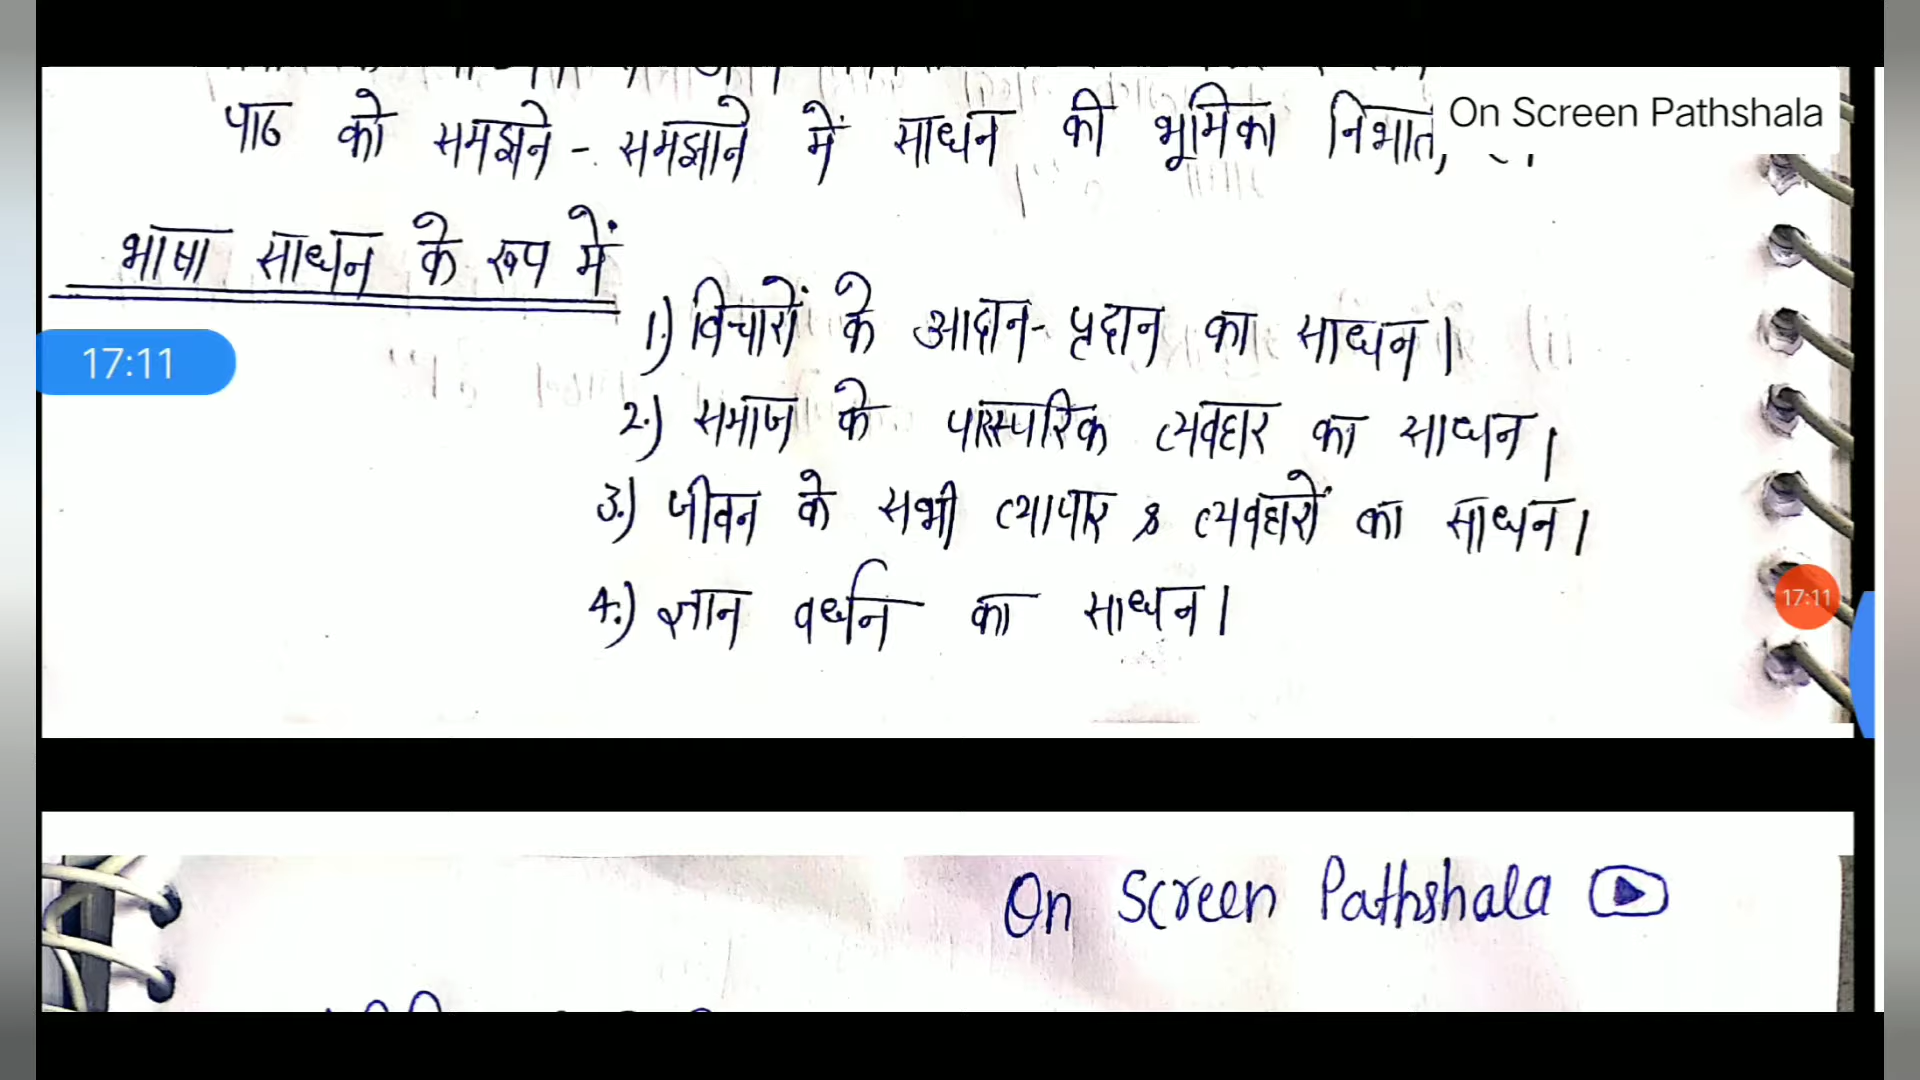 पाठ को समझने - समझाने में साधन की भूमिका निभात
On Screen Pathshala
भाषा साधन के रूप में
17:11
1.) विचारों के आदान-प्रदान का साधन।
2.) समाज के पारस्परिक व्यवहार का साधन।
3.) जीवन के सभी व्यापार & व्यवहारों का साधन।
17:11
4.) ज्ञान वर्धन का साधन।
On Screen Pathshala